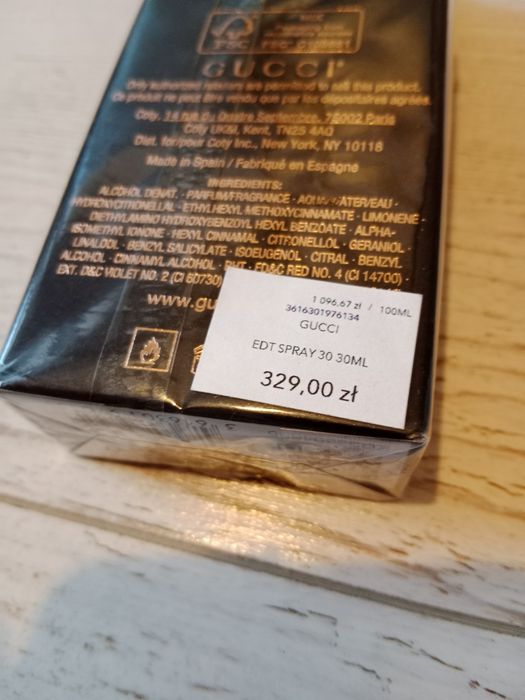 FSC
GUCCI
Only authorized retailers are permitted to sell this product.
Ce produit ne peut être vendu que par les dépositaires agréés.
Coty, 14 rue du Quatre Septembre, 75002 Paris
Coty UK&I, Kent, TN25 4AQ
Dist. for/pour Coty Inc., New York, NY 10118
Made in Spain / Fabriqué en Espagne
INGREDIENTS:
ALCOHOL DENAT. · PARFUM/FRAGRANCE · AQUA/WATER/EAU ·
HYDROXYCITRONELLAL · ETHYLHEXYL METHOXYCINNAMATE · LIMONENE ·
DIETHYLAMINO HYDROXYBENZOYL HEXYL BENZOATE · ALPHA-
ISOMETHYL IONONE · HEXYL CINNAMAL · CITRONELLOL · GERANIOL ·
LINALOOL · BENZYL SALICYLATE · ISOEUGENOL · CITRAL · BENZYL
ALCOHOL · CINNAMYL ALCOHOL · BHT · FD&C RED NO. 4 (CI 14700) ·
EXT. D&C VIOLET NO. 2 (CI 60730)
www.gu
1 096,67 zł / 100ML
3616301976134
GUCCI
EDT SPRAY 30 30ML
329,00 zł